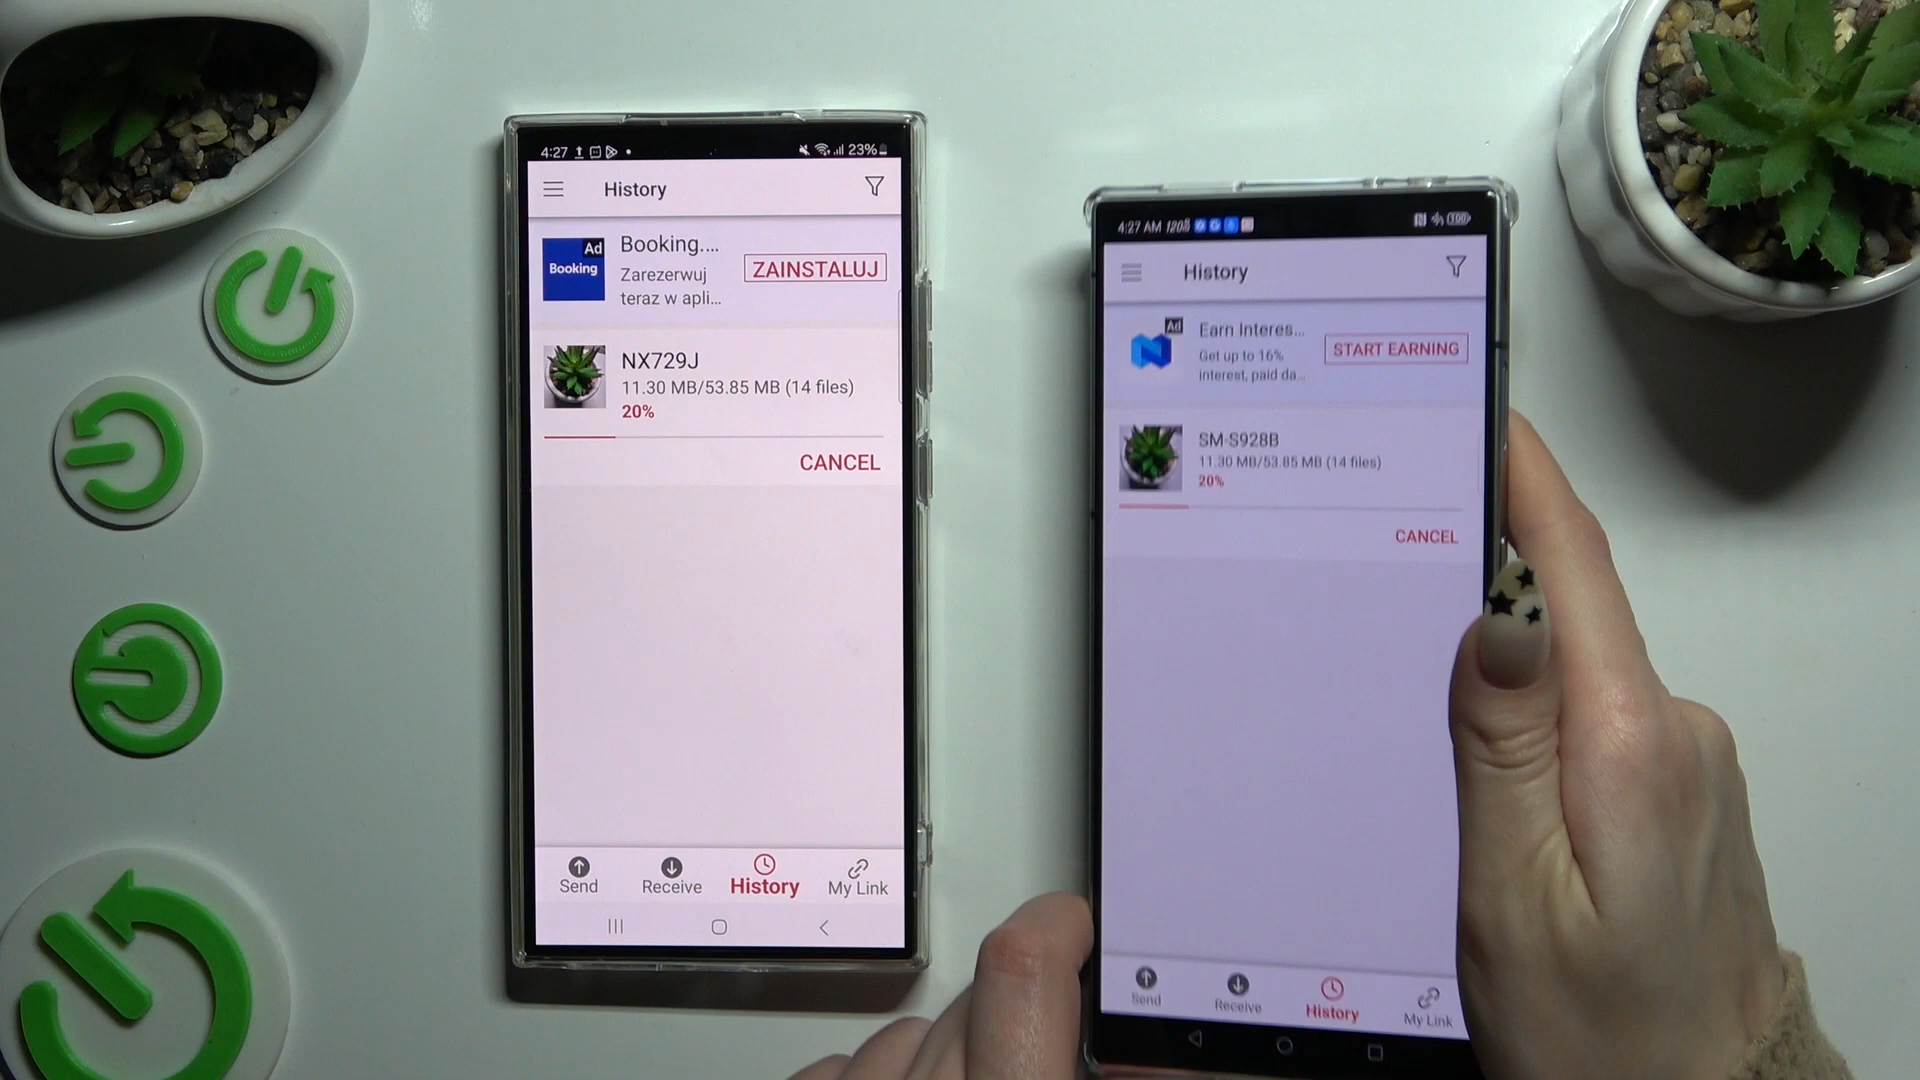 4:27 23%
History
Ad
Booking
Booking....
Zarezerwuj
teraz w apli...
ZAINSTALUJ
NX729J
11.30 MB/53.85 MB (14 files)
20%
CANCEL
Send Receive History My Link
4:27 AM 100
History
Ad
Earn Interes...
Get up to 16%
interest, paid da...
START EARNING
SM-S928B
11.30 MB/53.85 MB (14 files)
20%
CANCEL
Send Receive History My Link